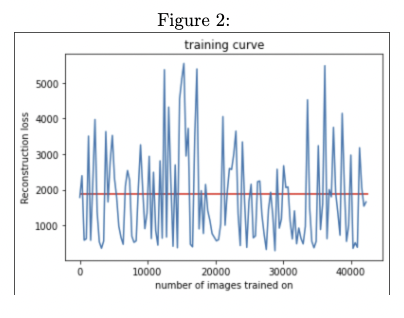 Figure 2:
training curve
Reconstruction loss
5000
4000
3000
2000
1000
0 10000 20000 30000 40000
number of images trained on